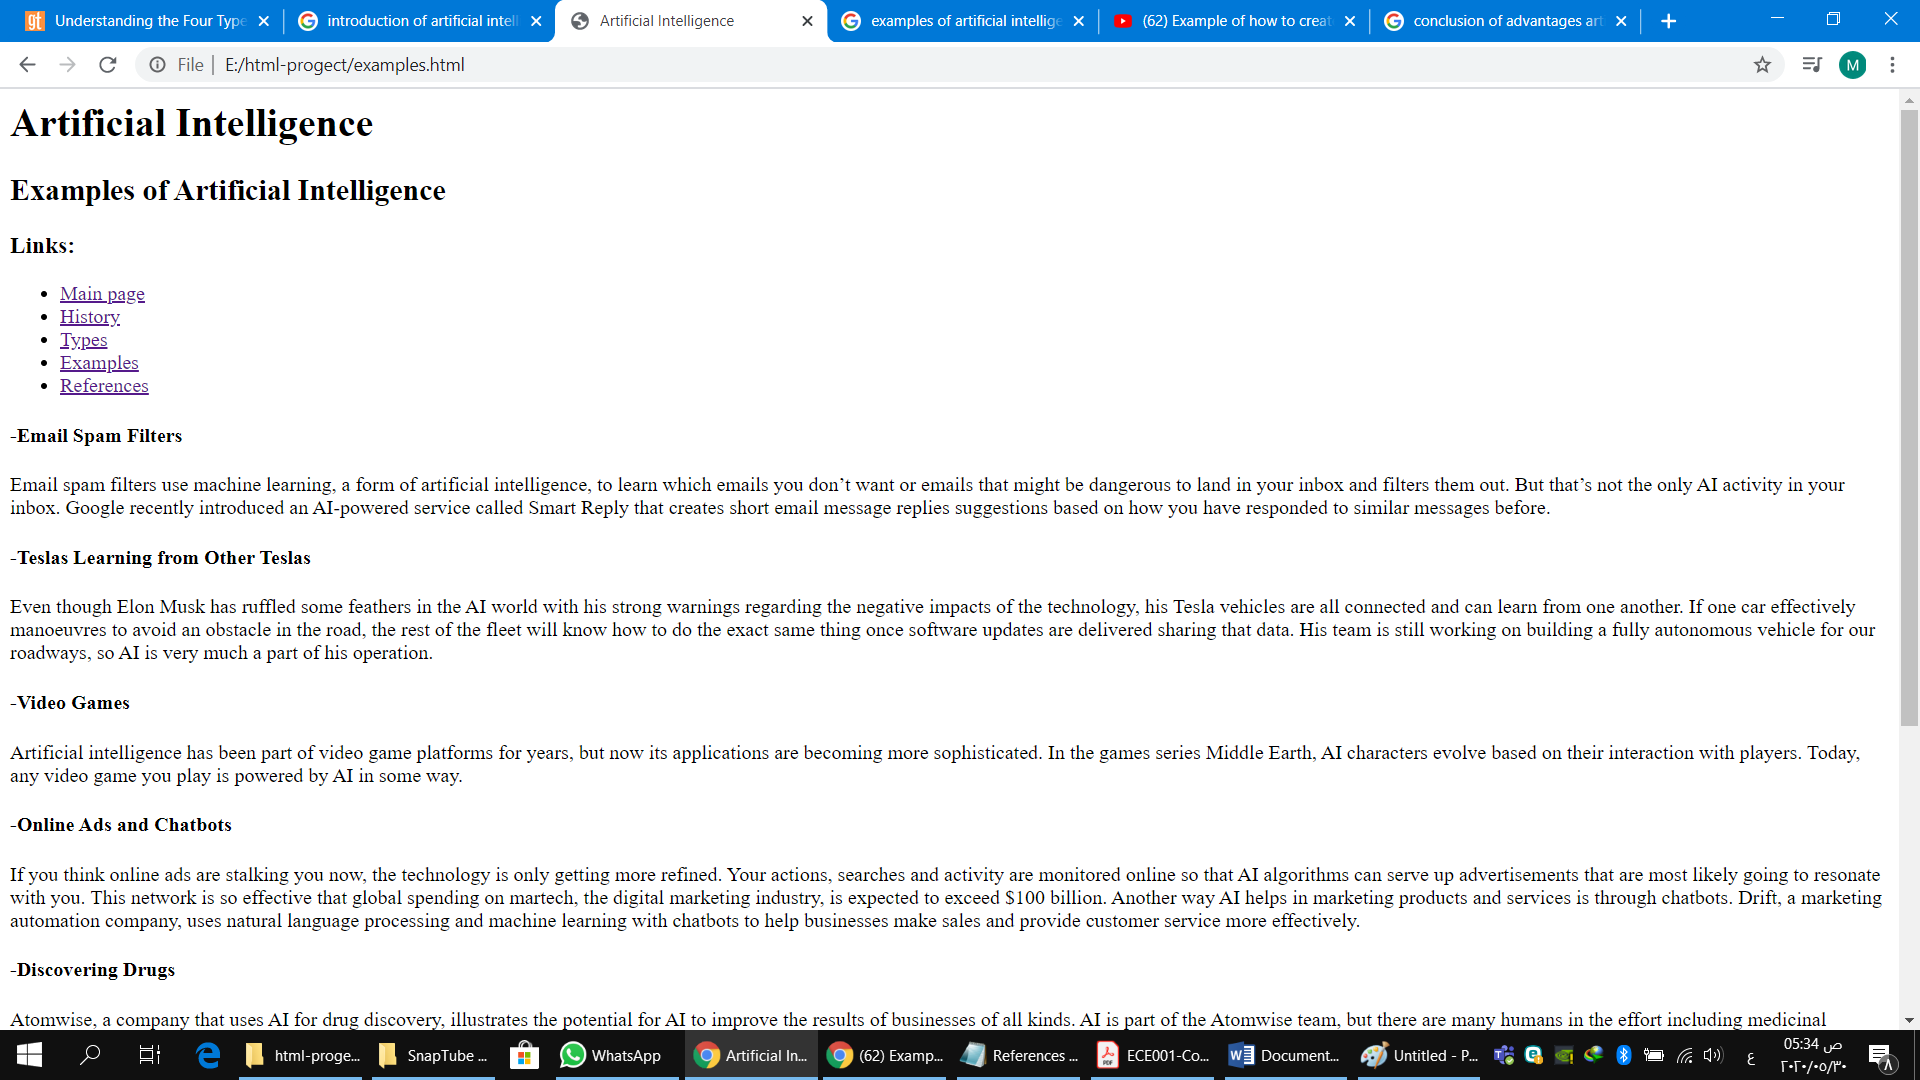 Understanding the Four Type
introduction of artificial intell
Artificial Intelligence
examples of artificial intellige
(62) Example of how to creat
conclusion of advantages art
File
E:/html-progect/examples.html
M
Artificial Intelligence
Examples of Artificial Intelligence
Links:
Main page
History
Types
Examples
References
-Email Spam Filters
Email spam filters use machine learning, a form of artificial intelligence, to learn which emails you don’t want or emails that might be dangerous to land in your inbox and filters them out. But that’s not the only AI activity in your
inbox. Google recently introduced an AI-powered service called Smart Reply that creates short email message replies suggestions based on how you have responded to similar messages before.
-Teslas Learning from Other Teslas
Even though Elon Musk has ruffled some feathers in the AI world with his strong warnings regarding the negative impacts of the technology, his Tesla vehicles are all connected and can learn from one another. If one car effectively
manoeuvres to avoid an obstacle in the road, the rest of the fleet will know how to do the exact same thing once software updates are delivered sharing that data. His team is still working on building a fully autonomous vehicle for our
roadways, so AI is very much a part of his operation.
-Video Games
Artificial intelligence has been part of video game platforms for years, but now its applications are becoming more sophisticated. In the games series Middle Earth, AI characters evolve based on their interaction with players. Today,
any video game you play is powered by AI in some way.
-Online Ads and Chatbots
If you think online ads are stalking you now, the technology is only getting more refined. Your actions, searches and activity are monitored online so that AI algorithms can serve up advertisements that are most likely going to resonate
with you. This network is so effective that global spending on martech, the digital marketing industry, is expected to exceed $100 billion. Another way AI helps in marketing products and services is through chatbots. Drift, a marketing
automation company, uses natural language processing and machine learning with chatbots to help businesses make sales and provide customer service more effectively.
-Discovering Drugs
Atomwise, a company that uses AI for drug discovery, illustrates the potential for AI to improve the results of businesses of all kinds. AI is part of the Atomwise team, but there are many humans in the effort including medicinal
html-proge...
SnapTube ...
WhatsApp
Artificial In...
(62) Examp...
References ...
ECE001-Co...
Document...
Untitled - P...
ع
05:34 ص
٢٠٢٠/٠٥/٣٠
٨